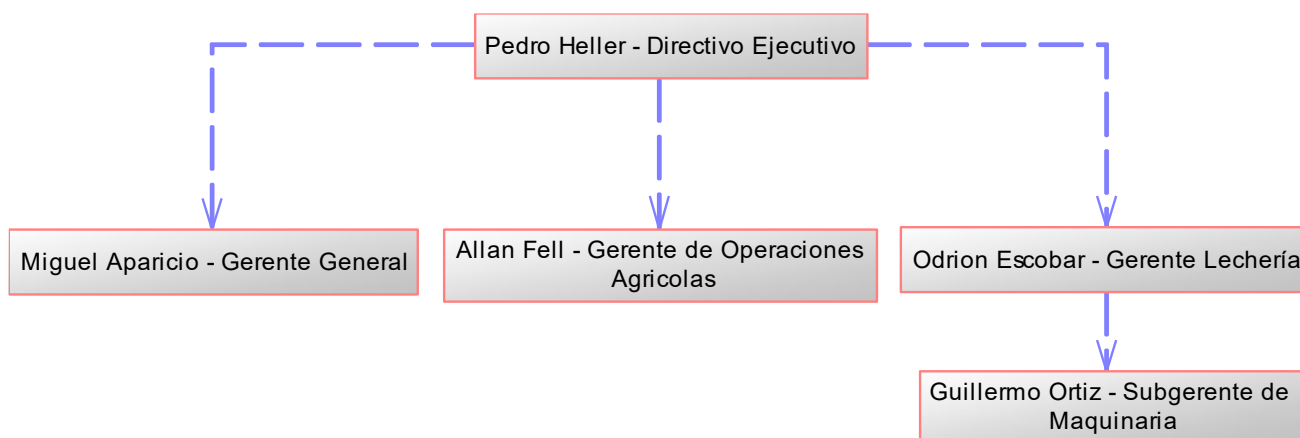 Pedro Heller - Directivo Ejecutivo
Miguel Aparicio - Gerente General
Allan Fell - Gerente de Operaciones
Agricolas
Odrion Escobar - Gerente Lechería
Guillermo Ortiz - Subgerente de
Maquinaria